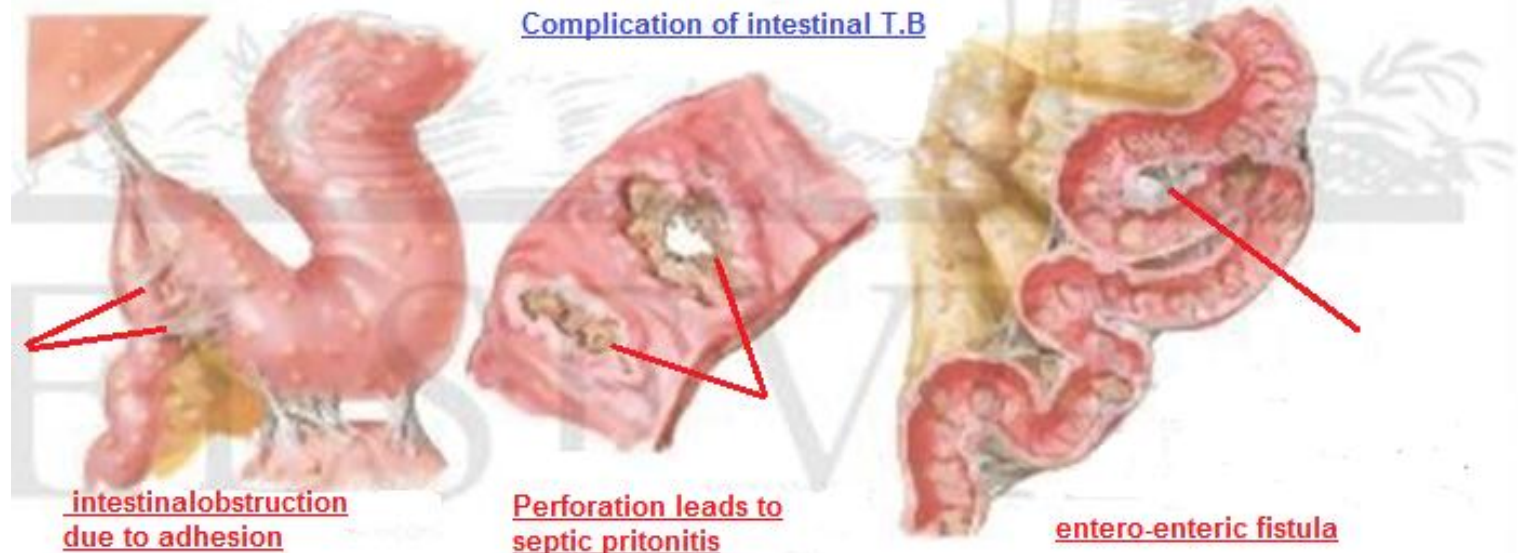 Complication of intestinal T.B
intestinalobstruction
due to adhesion
Perforation leads to
septic pritonitis
entero-enteric fistula